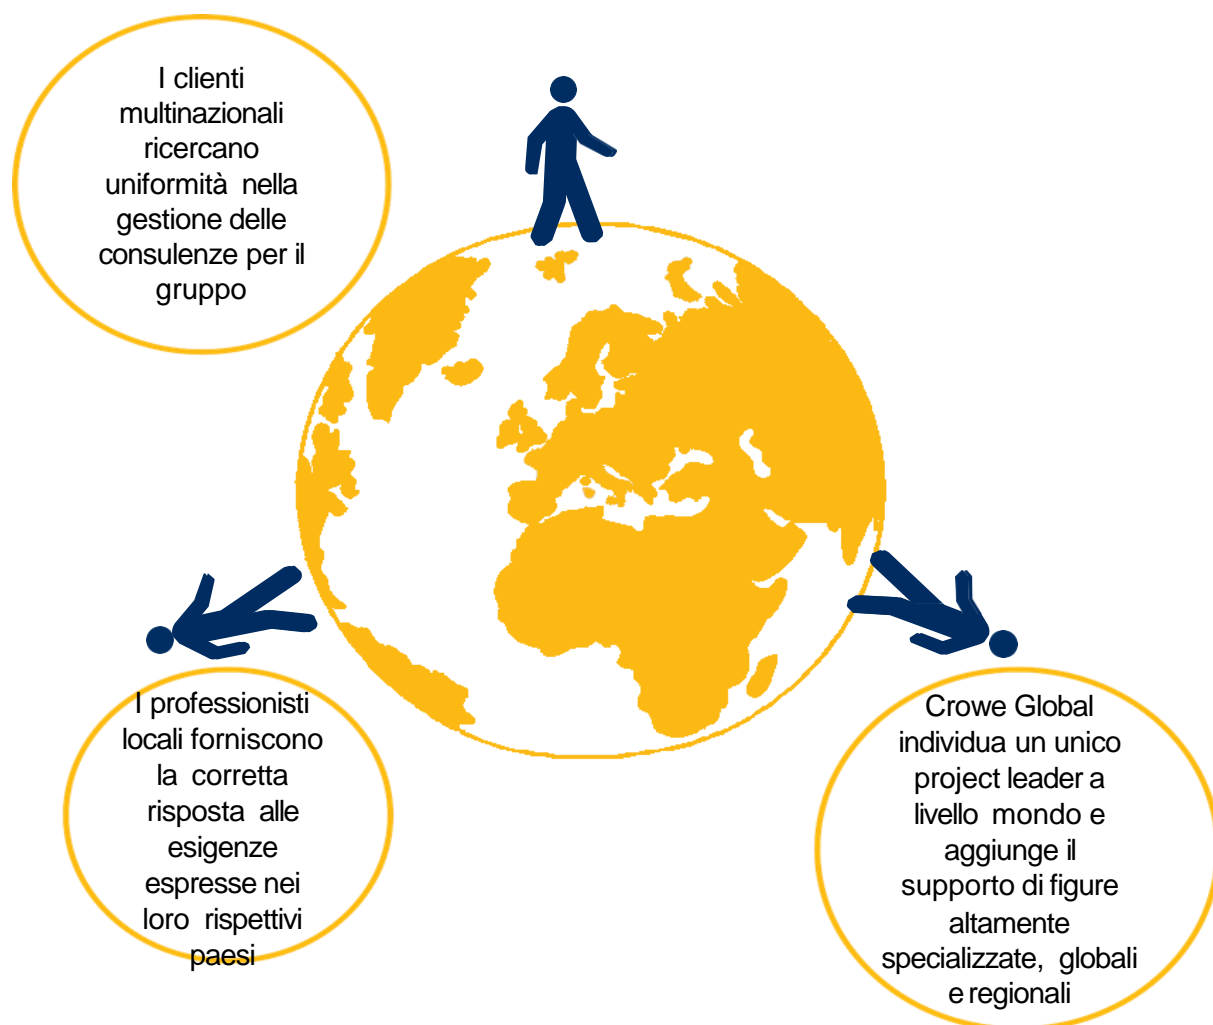 I clienti
multinazionali
ricercano
uniformità nella
gestione delle
consulenze per il
gruppo
I professionisti
locali forniscono
la corretta
risposta alle
esigenze
espresse nei
loro rispettivi
paesi
Crowe Global
individua un unico
project leader a
livello mondo e
aggiunge il
supporto di figure
altamente
specializzate, globali
e regionali